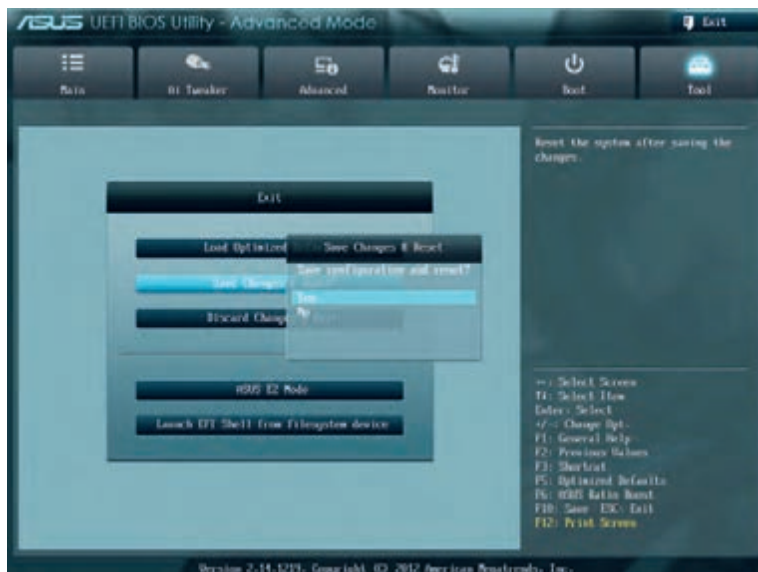 ASUS UEFI BIOS Utility - Advanced Mode
Exit
Main
Ai Tweaker
Advanced
Monitor
Boot
Tool
Reset the system after saving the
changes.
Exit
Load Optimized
Save Changes & Reset
Save configuration and reset?
Save Chang
Yes
No
Discard Chang
ASUS EZ Mode
Launch EFI Shell from filesystem device
→←: Select Screen
↑↓: Select Item
Enter: Select
+/-: Change Opt.
F1: General Help
F2: Previous Values
F3: Shortcut
F5: Optimized Defaults
F6: ASUS Ratio Boost
F10: Save ESC: Exit
F12: Print Screen
Version 2.14.1219. Copyright (C) 2012 American Megatrends, Inc.